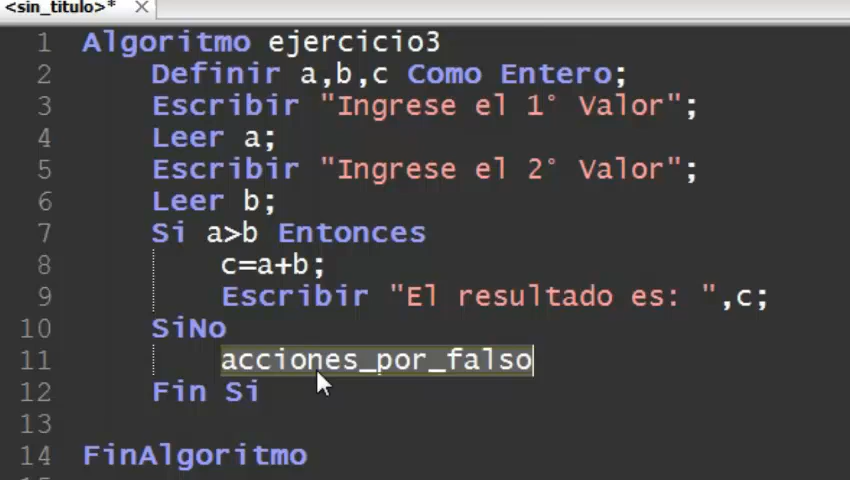 <sin_titulo>* ×
1 Algoritmo ejercicio3
2 Definir a,b,c Como Entero;
3 Escribir "Ingrese el 1° Valor";
4 Leer a;
5 Escribir "Ingrese el 2° Valor";
6 Leer b;
7 Si a>b Entonces
8 c=a+b;
9 Escribir "El resultado es: ",c;
10 SiNo
11 acciones_por_falso
12 Fin Si
13
14 FinAlgoritmo